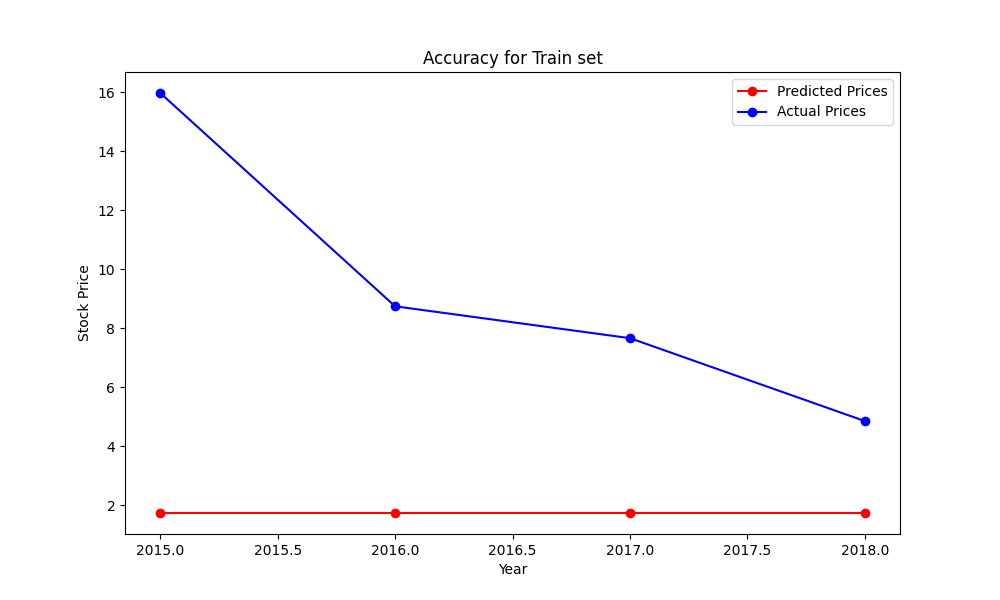 Accuracy for Train set
Predicted Prices
Actual Prices
16
14
12
10
8
6
4
2
Stock Price
2015.0 2015.5 2016.0 2016.5 2017.0 2017.5 2018.0
Year